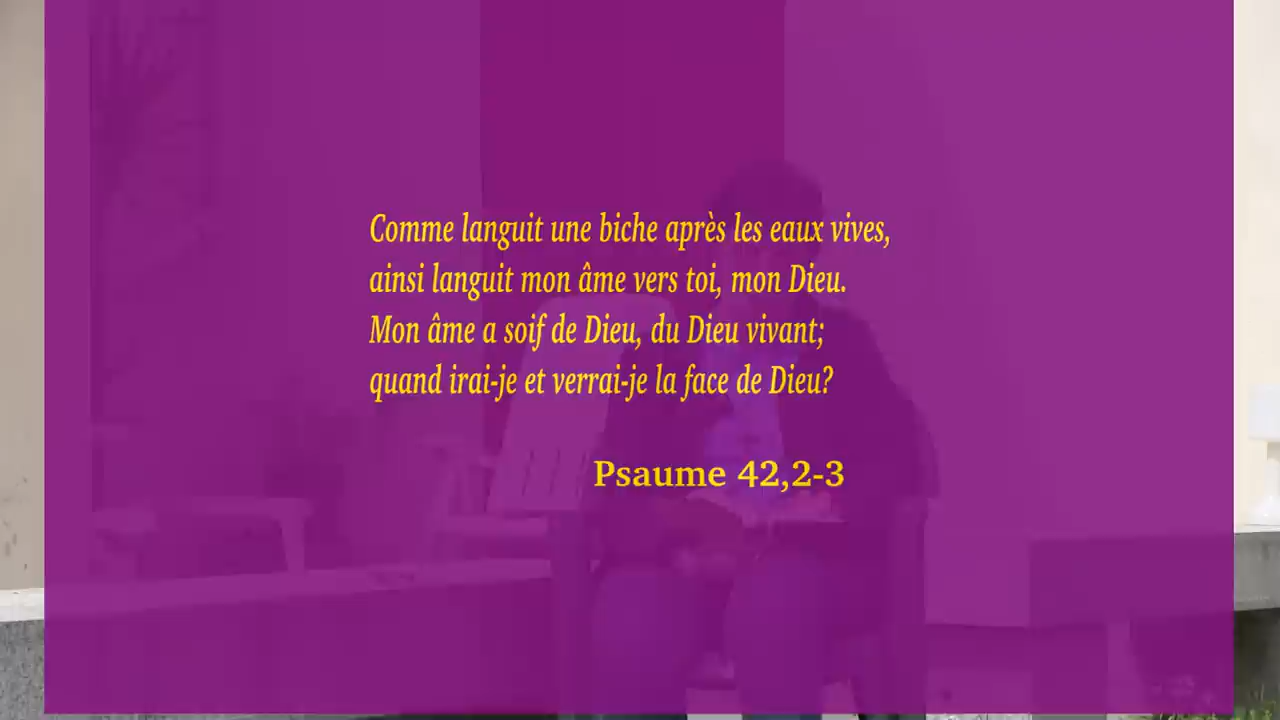 Comme languit une biche après les eaux vives,
ainsi languit mon âme vers toi, mon Dieu.
Mon âme a soif de Dieu, du Dieu vivant;
quand irai-je et verrai-je la face de Dieu?
Psaume 42,2-3